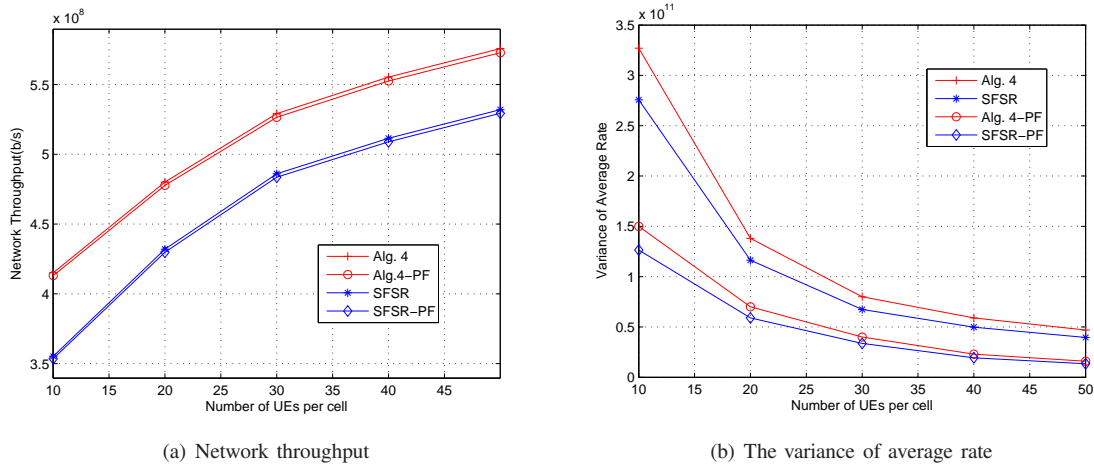 x 10⁸
5.5
5
4.5
4
3.5
10 15 20 25 30 35 40 45
Network Throughput(b/s)
Number of UEs per cell
Alg. 4
Alg.4−PF
SFSR
SFSR−PF
(a) Network throughput
x 10¹¹
3.5
3
2.5
2
1.5
1
0.5
0
10 15 20 25 30 35 40 45 50
Variance of Average Rate
Number of UEs per cell
Alg. 4
SFSR
Alg. 4−PF
SFSR−PF
(b) The variance of average rate